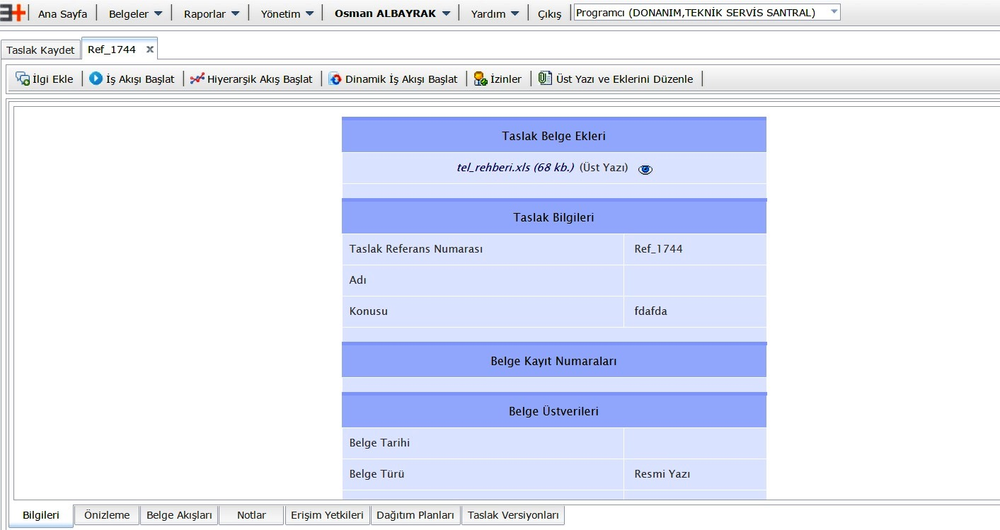 Ana Sayfa Belgeler Raporlar Yönetim Osman ALBAYRAK Yardım Çıkış Programcı (DONANIM,TEKNİK SERVİS SANTRAL)
Taslak Kaydet Ref_1744 x
İlgi Ekle İş Akışı Başlat Hiyerarşik Akış Başlat Dinamik İş Akışı Başlat İzinler Üst Yazı ve Eklerini Düzenle
Taslak Belge Ekleri
tel_rehberi.xls (68 kb.) (Üst Yazı)
Taslak Bilgileri
Taslak Referans Numarası Ref_1744
Adı
Konusu fdafda
Belge Kayıt Numaraları
Belge Üstverileri
Belge Tarihi
Belge Türü Resmi Yazı
Bilgileri Önizleme Belge Akışları Notlar Erişim Yetkileri Dağıtım Planları Taslak Versiyonları